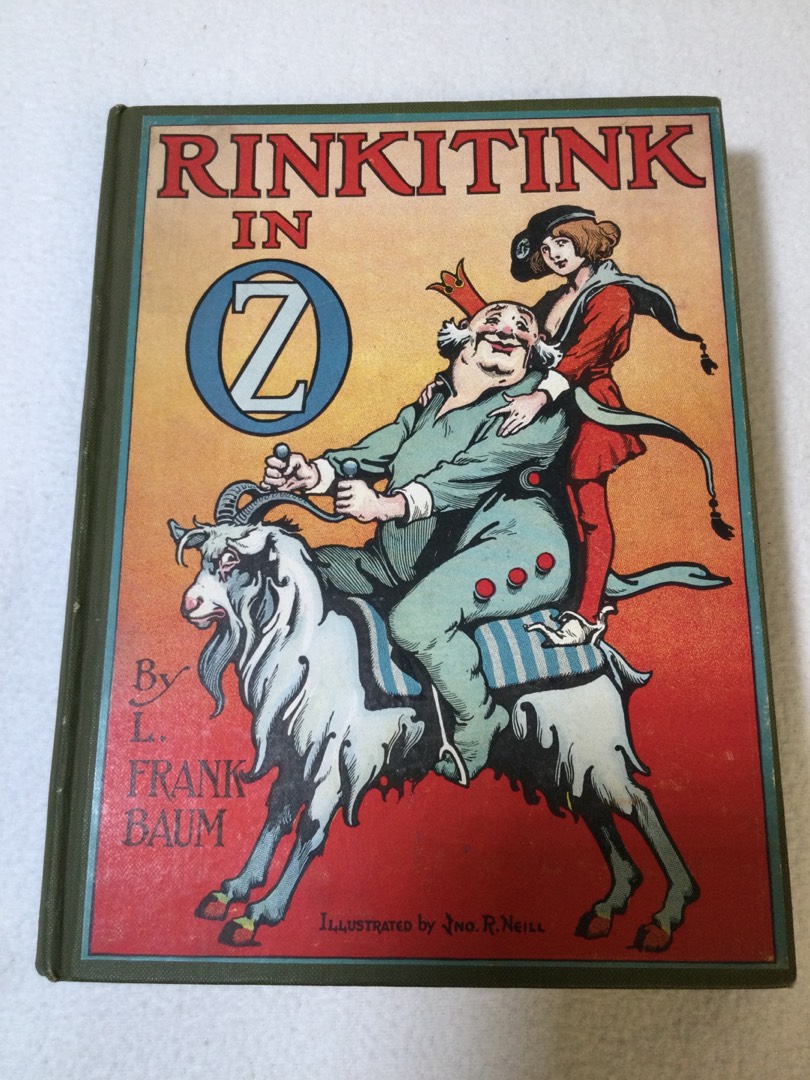 RINKITINK
IN
OZ
By
L.
FRANK
BAUM
ILLUSTRATED by JNO. R. NEILL